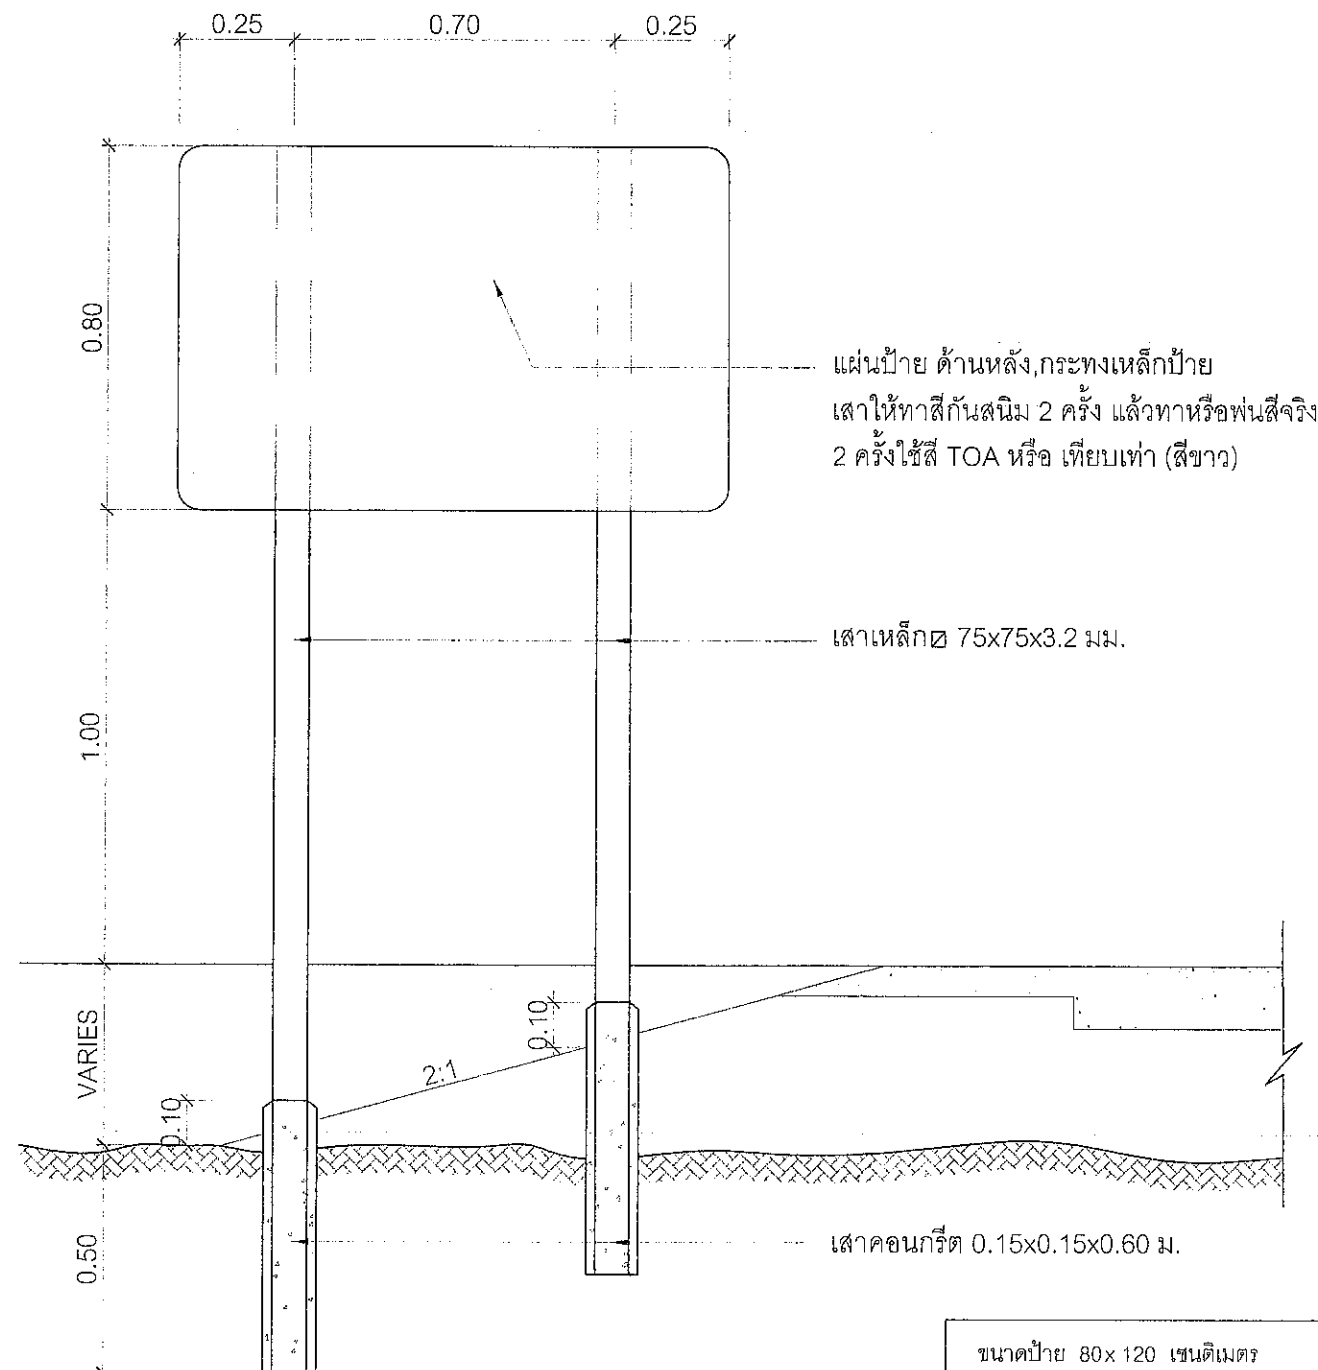 0.25 0.70 0.25
0.80
แผ่นป้าย ด้านหลัง,กระทงเหล็กป้าย
เสาให้ทาสีกันสนิม 2 ครั้ง แล้วทาหรือพ่นสีจริง
2 ครั้งใช้สี TOA หรือ เทียบเท่า (สีขาว)
เสาเหล็ก 75x75x3.2 มม.
1.00
VARIES
0.10
2:1
0.10
0.50
เสาคอนกรีต 0.15x0.15x0.60 ม.
ขนาดป้าย 80x120 เซนติเมตร